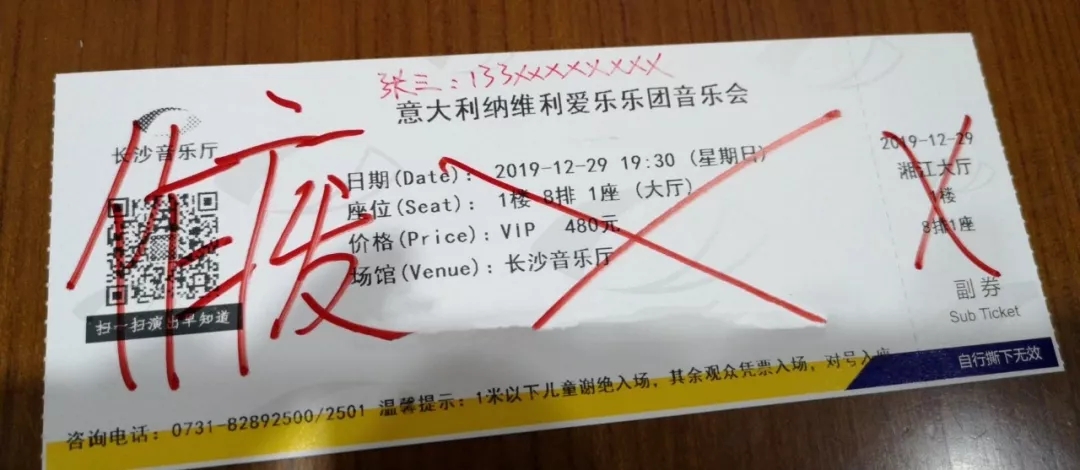 张三:133XXXXXXXX
意大利纳维利爱乐乐团音乐会
长沙音乐厅
日期(Date): 2019-12-29 19:30 (星期日)
座位(Seat): 1楼 8排 1座 (大厅)
价格(Price): VIP 480元
场馆(Venue): 长沙音乐厅
作废
扫一扫演出早知道
2019-12-29
湘江大厅
1楼
8排1座
副券
Sub Ticket
自行撕下无效
咨询电话: 0731-82892500/2501 温馨提示: 1米以下儿童谢绝入场, 其余观众凭票入场, 对号入座